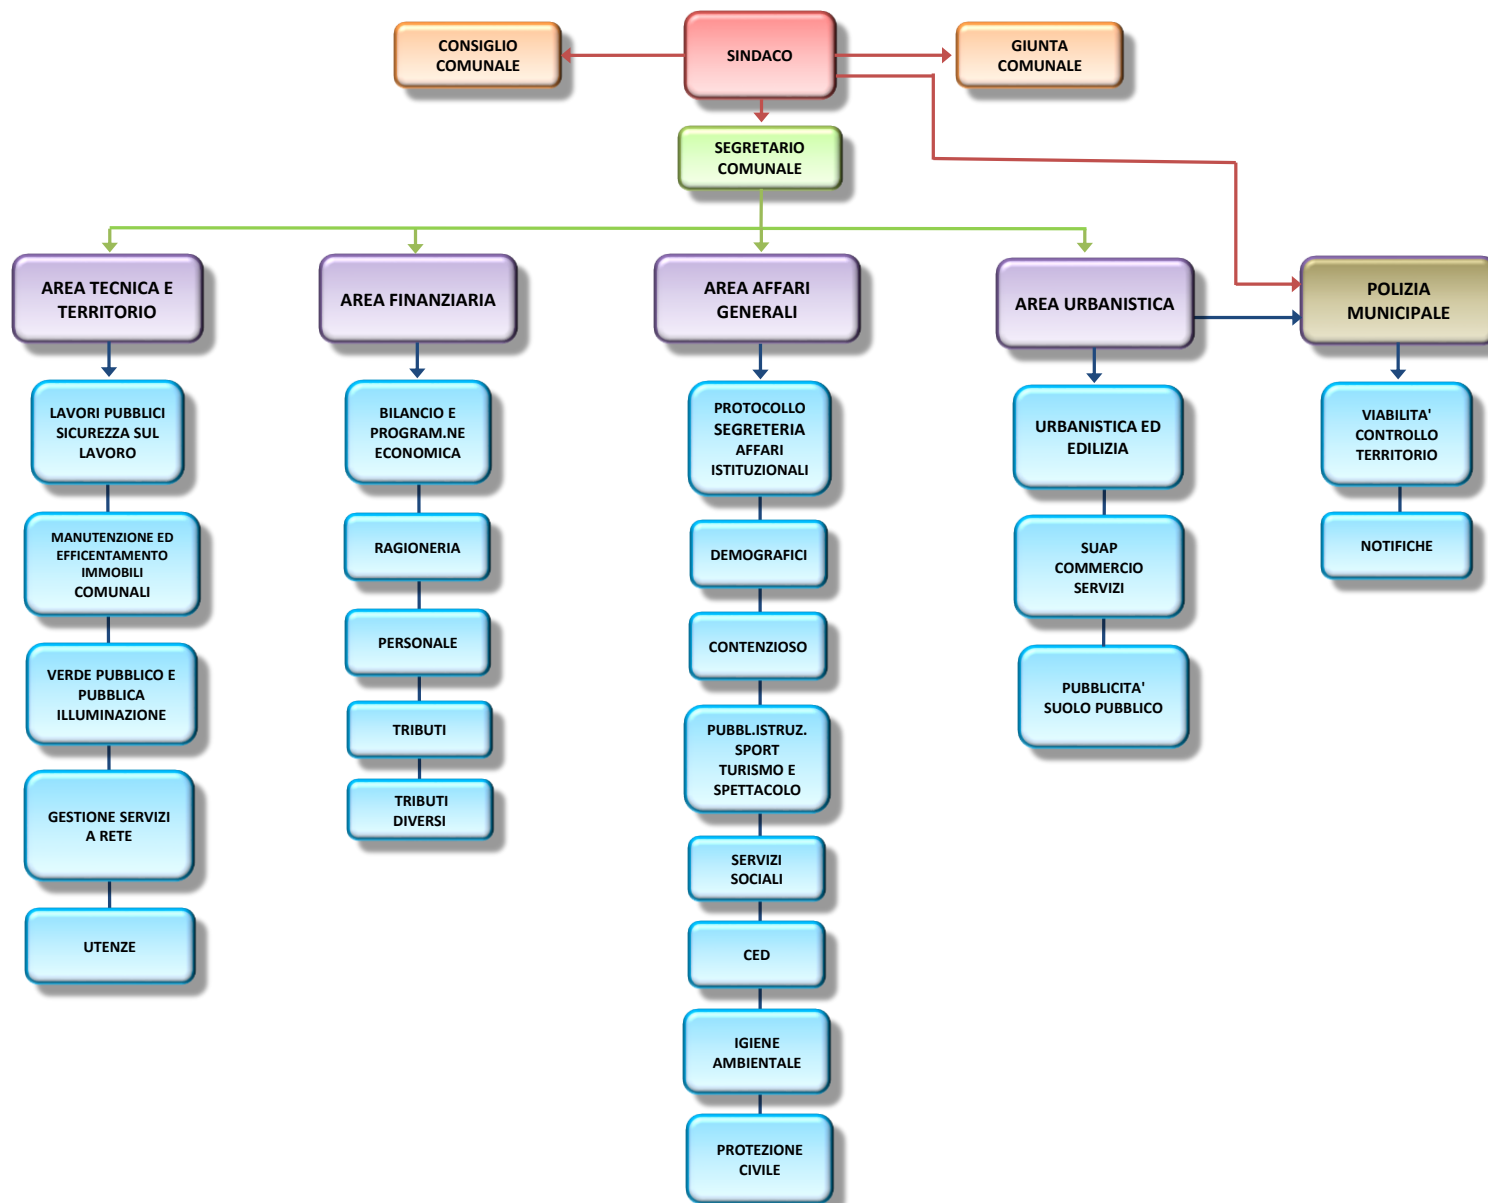 CONSIGLIO
COMUNALE
SINDACO
GIUNTA
COMUNALE
SEGRETARIO
COMUNALE
AREA TECNICA E
TERRITORIO
AREA FINANZIARIA
AREA AFFARI
GENERALI
AREA URBANISTICA
POLIZIA
MUNICIPALE
LAVORI PUBBLICI
SICUREZZA SUL
LAVORO
MANUTENZIONE ED
EFFICENTAMENTO
IMMOBILI
COMUNALI
VERDE PUBBLICO E
PUBBLICA
ILLUMINAZIONE
GESTIONE SERVIZI
A RETE
UTENZE
BILANCIO E
PROGRAM.NE
ECONOMICA
RAGIONERIA
PERSONALE
TRIBUTI
TRIBUTI
DIVERSI
PROTOCOLLO
SEGRETERIA
AFFARI
ISTITUZIONALI
DEMOGRAFICI
CONTENZIOSO
PUBBL.ISTRUZ.
SPORT
TURISMO E
SPETTACOLO
SERVIZI
SOCIALI
CED
IGIENE
AMBIENTALE
PROTEZIONE
CIVILE
URBANISTICA ED
EDILIZIA
SUAP
COMMERCIO
SERVIZI
PUBBLICITA'
SUOLO PUBBLICO
VIABILITA'
CONTROLLO
TERRITORIO
NOTIFICHE